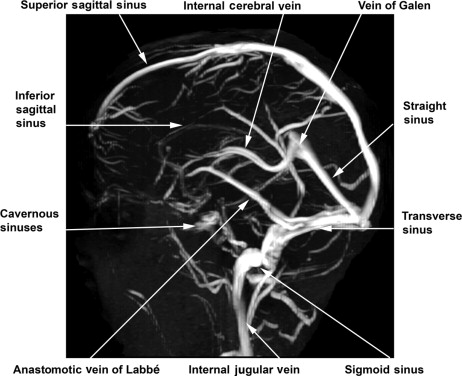 Superior sagittal sinus
Internal cerebral vein
Vein of Galen
Inferior
sagittal
sinus
Straight
sinus
Cavernous
sinuses
Transverse
sinus
Anastomotic vein of Labbé
Internal jugular vein
Sigmoid sinus